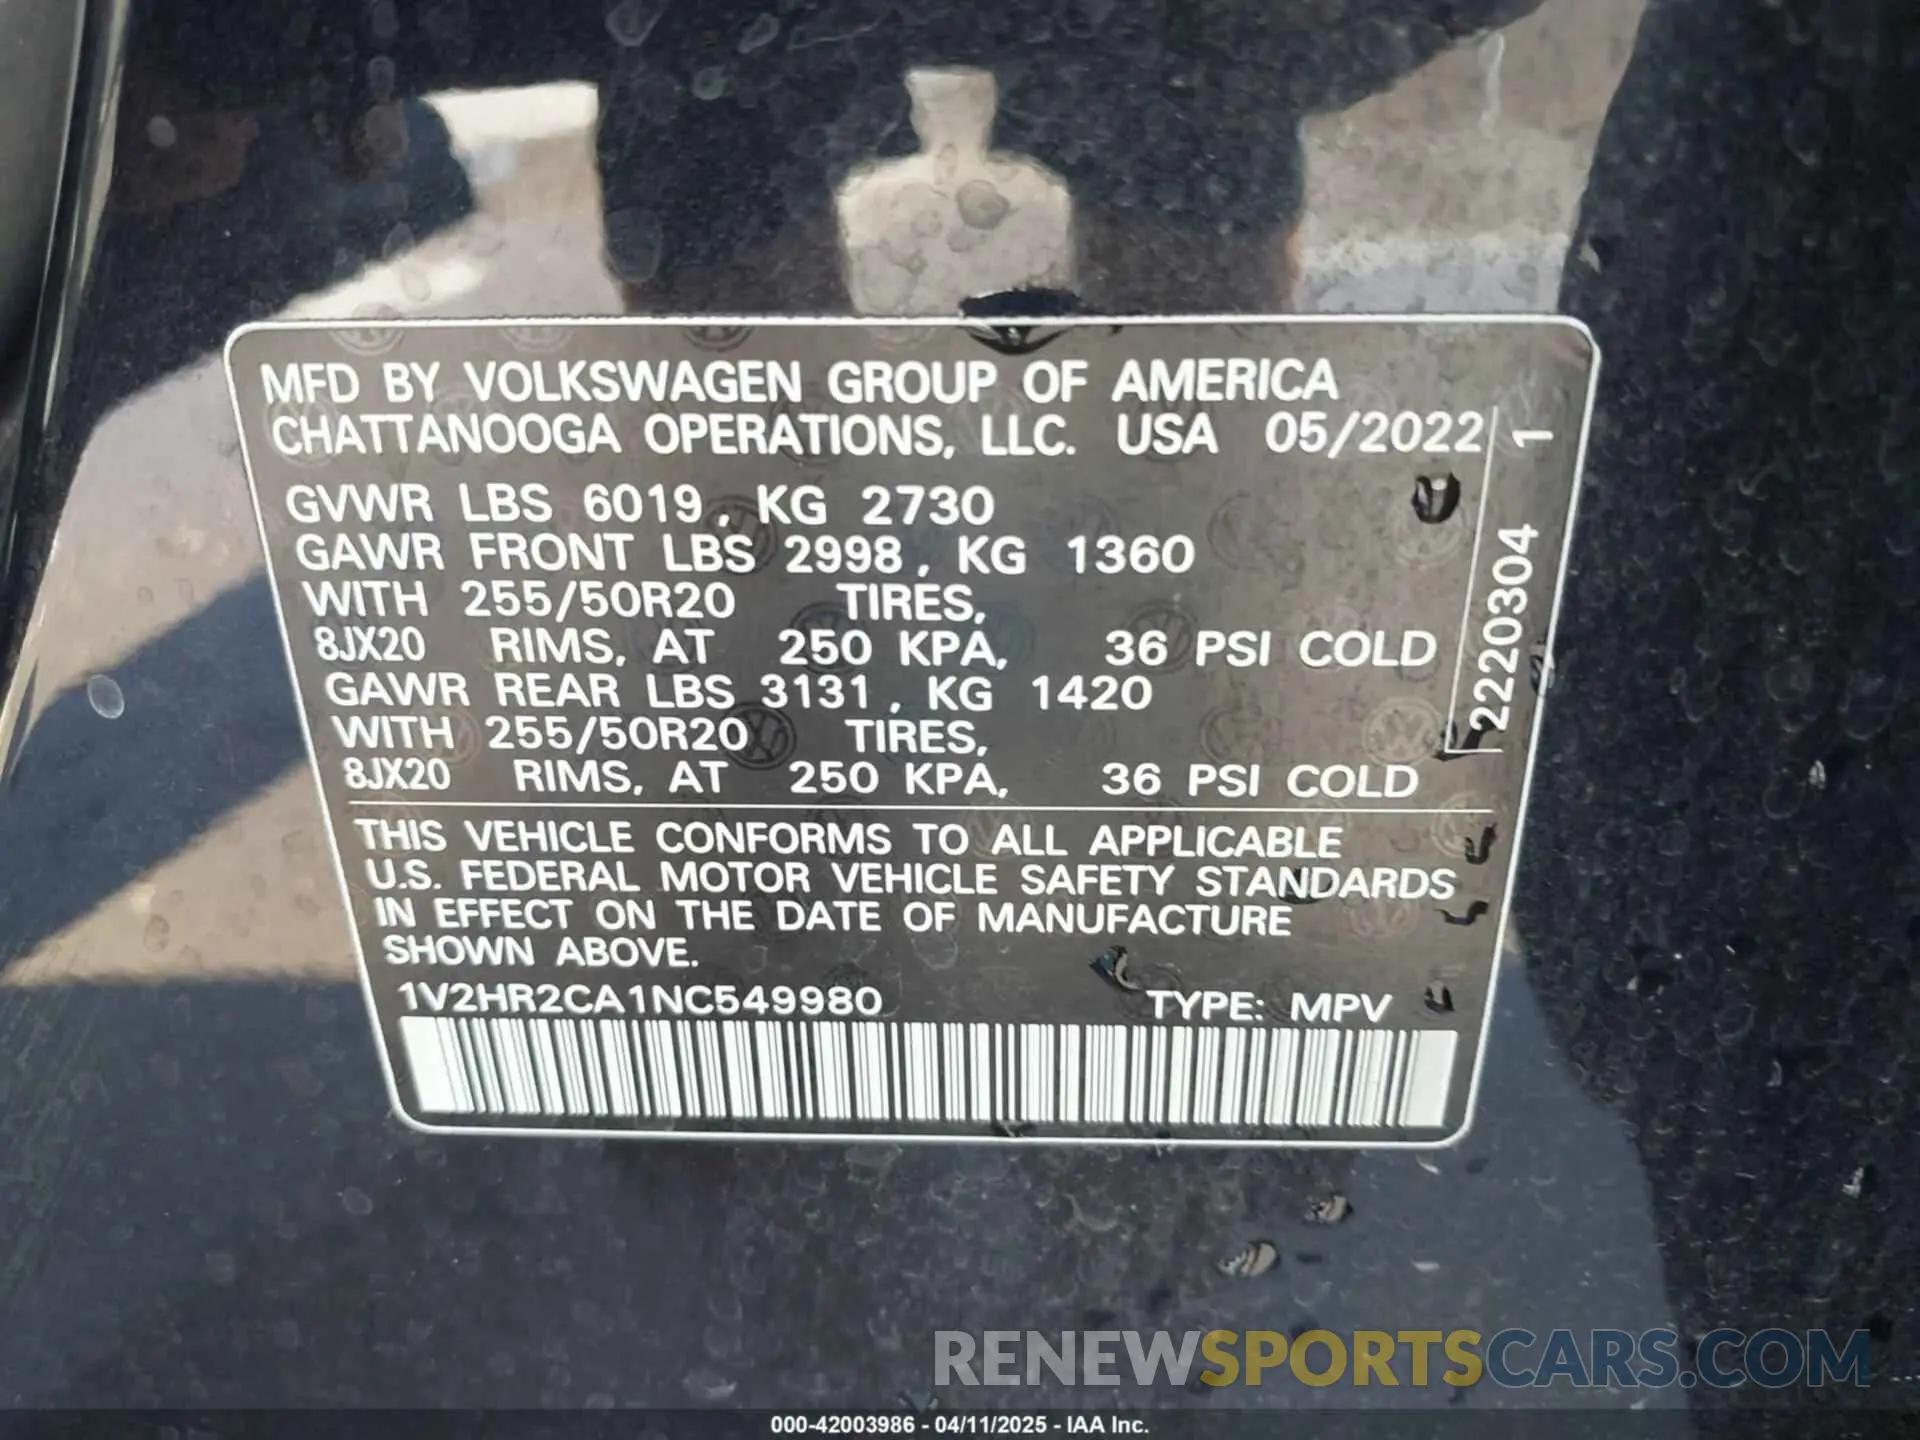 MFD BY VOLKSWAGEN GROUP OF AMERICA
CHATTANOOGA OPERATIONS, LLC. USA 05/2022
GVWR LBS 6019, KG 2730
GAWR FRONT LBS 2998, KG 1360
WITH 255/50R20 TIRES,
8JX20 RIMS, AT 250 KPA, 36 PSI COLD
GAWR REAR LBS 3131, KG 1420
WITH 255/50R20 TIRES,
8JX20 RIMS, AT 250 KPA, 36 PSI COLD
2220304 1
THIS VEHICLE CONFORMS TO ALL APPLICABLE
U.S. FEDERAL MOTOR VEHICLE SAFETY STANDARDS
IN EFFECT ON THE DATE OF MANUFACTURE
SHOWN ABOVE.
1V2HR2CA1NC549980 TYPE: MPV
RENEWSPORTSCARS.COM
000-42003986 - 04/11/2025 - IAA Inc.